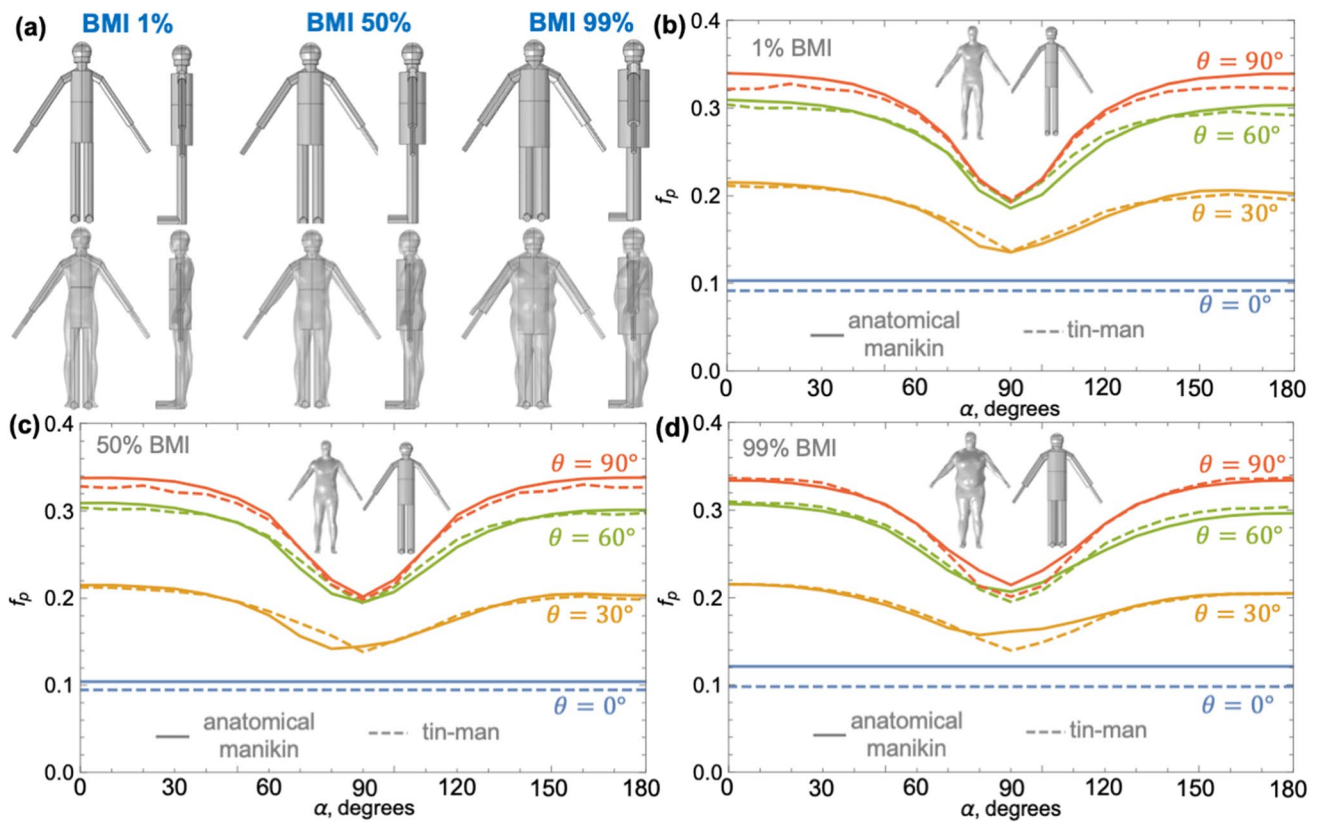 (a)
BMI 1%
BMI 50%
BMI 99%
(b)
0.4
1% BMI
θ = 90°
0.3
θ = 60°
fp
0.2
θ = 30°
0.1
θ = 0°
anatomical
manikin
tin-man
0.0
0
30
60
90
120
150
180
α, degrees
(c)
0.4
50% BMI
θ = 90°
0.3
θ = 60°
fp
0.2
θ = 30°
0.1
θ = 0°
anatomical
manikin
tin-man
0.0
0
30
60
90
120
150
180
α, degrees
(d)
fp
0.4
99% BMI
θ = 90°
0.3
θ = 60°
fp
0.2
θ = 30°
0.1
θ = 0°
anatomical
manikin
tin-man
0.0
0
30
60
90
120
150
180
α, degrees